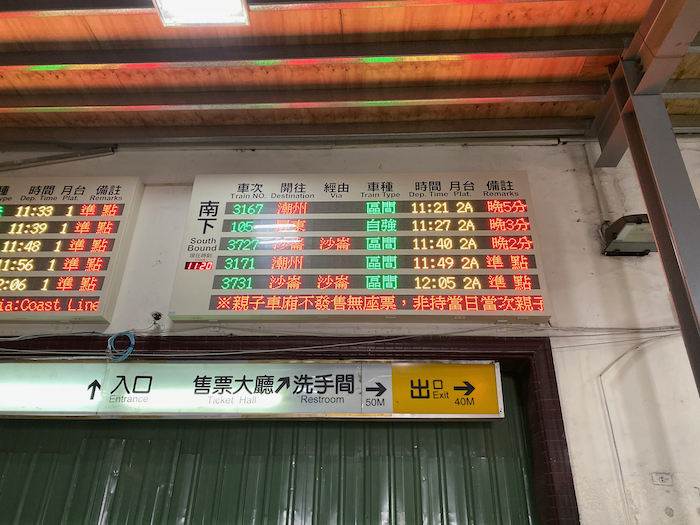 時間 月台 備註
Dep. Time Plat. Remarks
11:33 1 準點
11:39 1 準點
11:48 1 準點
11:56 1 準點
2:06 1 準點
ia:Coast Line
車次 開往 經由 車種 時間 月台 備註
Train NO. Destination Via Train Type Dep. Time Plat. Remarks
南下
South Bound
現在時刻
11:20
3167 潮州 區間 11:21 2A 晚5分
105 東 自強 11:27 2A 晚3分
3727 沙崙 沙崙 區間 11:40 2A 晚2分
3171 潮州 區間 11:49 2A 準點
3731 沙崙 沙崙 區間 12:05 2A 準點
※親子車廂不發售無座票,非持當日當次親子
入口 售票大廳 洗手間 出口
Entrance Ticket Hall Restroom 50M Exit 40M